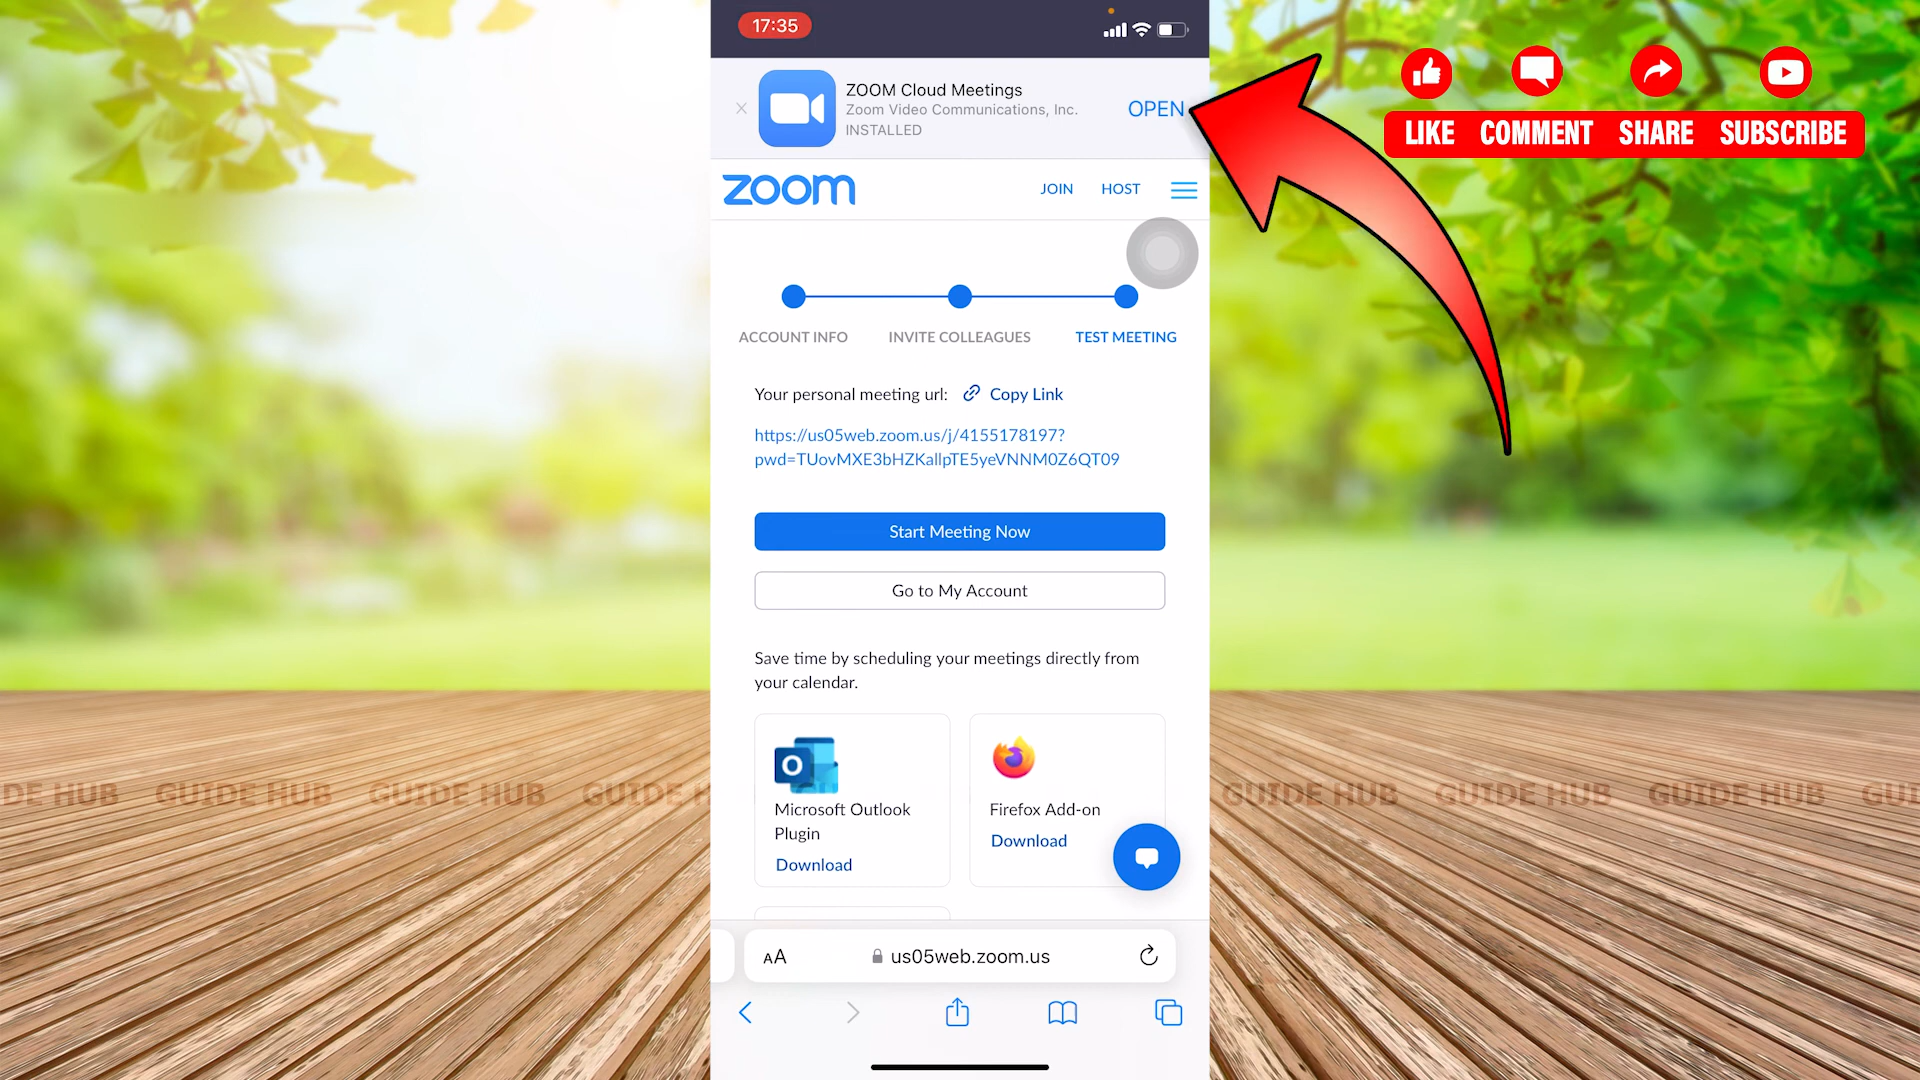 17:35
ZOOM Cloud Meetings
Zoom Video Communications, Inc.
INSTALLED
OPEN
LIKE COMMENT SHARE SUBSCRIBE
zoom
JOIN HOST
ACCOUNT INFO INVITE COLLEAGUES TEST MEETING
Your personal meeting url: Copy Link
https://us05web.zoom.us/j/4155178197?
pwd=TUovMXE3bHZKallpTE5yeVNNM0Z6QT09
Start Meeting Now
Go to My Account
Save time by scheduling your meetings directly from
your calendar.
Microsoft Outlook
Plugin
Download
Firefox Add-on
Download
DE HUB GUIDE HUB GUIDE HUB GUIDE H
GUIDE HUB GUIDE HUB GUIDE HUB GUI
AA us05web.zoom.us